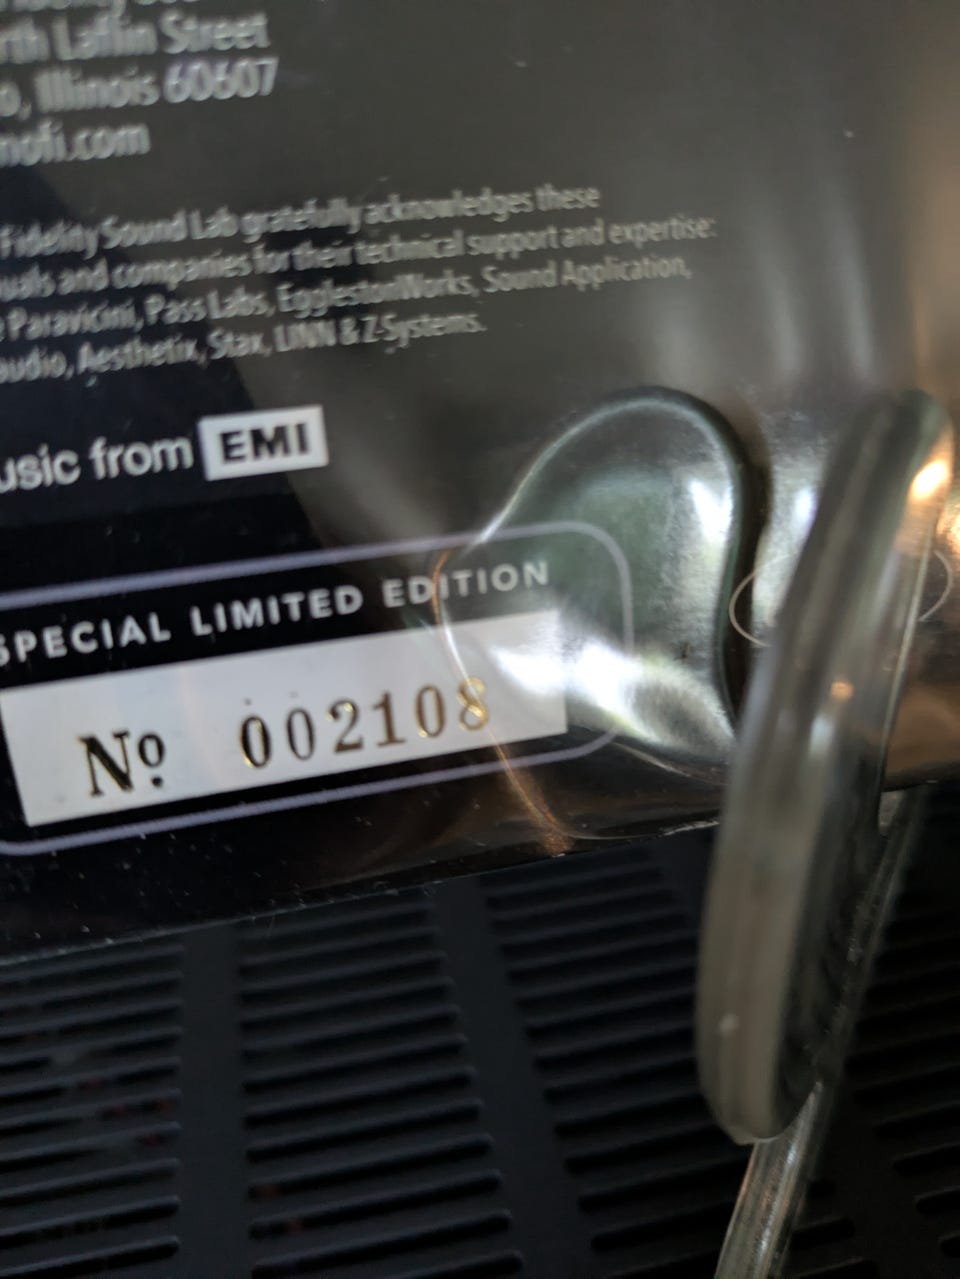 rth Laflin Street
o, Illinois 60607
mofi.com
Fidelity Sound Lab gratefully acknowledges these
uals and companies for their technical support and expertise:
e Paravicini, Pass Labs, EgglestonWorks, Sound Application,
audio, Aesthetix, Stax, LINN & Z-Systems.
usic from EMI
SPECIAL LIMITED EDITION
Nº 002108